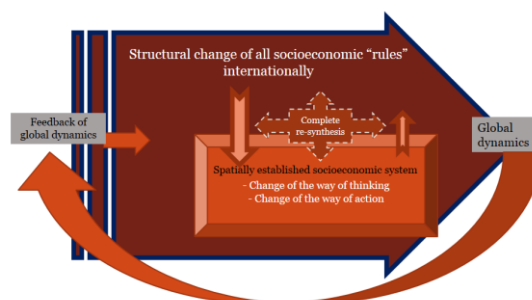 Structural change of all socioeconomic “rules”
internationally
Feedback of
global dynamics
Complete
re-synthesis
Global
dynamics
Spatially established socioeconomic system
- Change of the way of thinking
- Change of the way of action